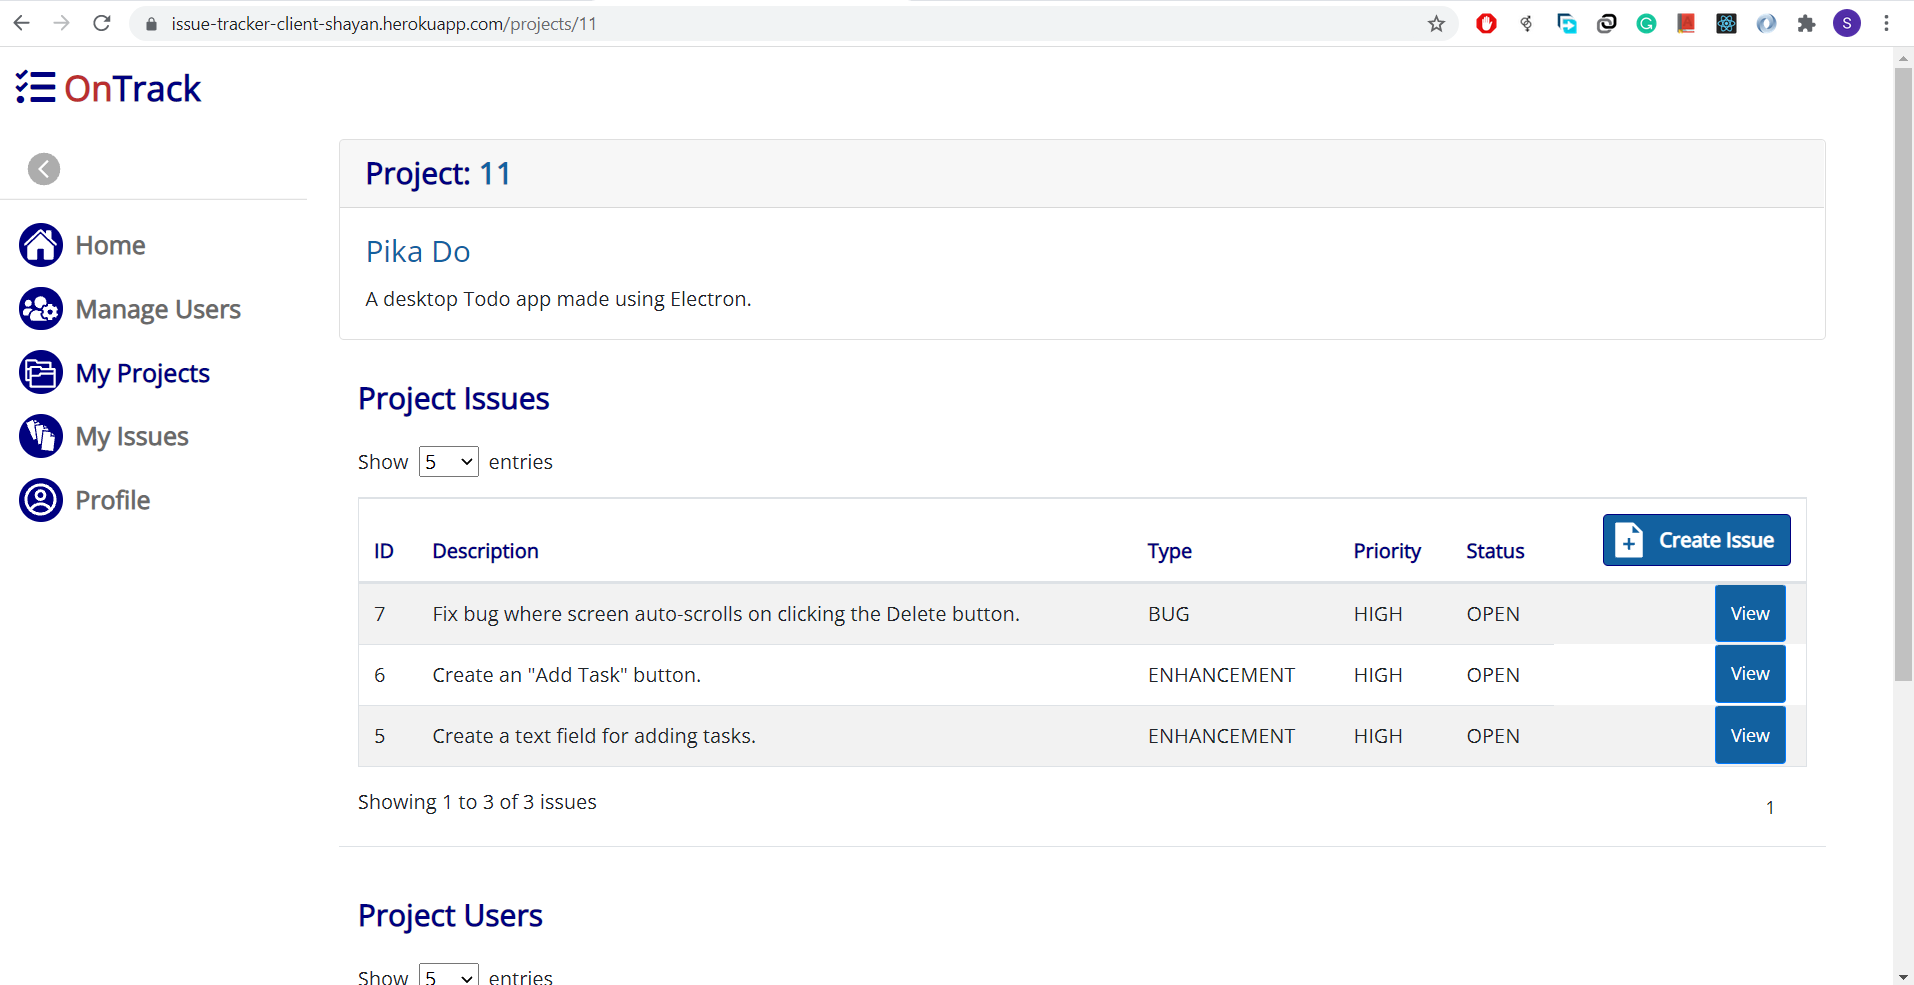 issue-tracker-client-shayan.herokuapp.com/projects/11
S
OnTrack
Project: 11
Home
Pika Do
Manage Users
A desktop Todo app made using Electron.
My Projects
Project Issues
My Issues
Show 5 entries
Profile
ID Description Type Priority Status Create Issue
7 Fix bug where screen auto-scrolls on clicking the Delete button. BUG HIGH OPEN View
6 Create an "Add Task" button. ENHANCEMENT HIGH OPEN View
5 Create a text field for adding tasks. ENHANCEMENT HIGH OPEN View
Showing 1 to 3 of 3 issues
1
Project Users
Show 5 entries